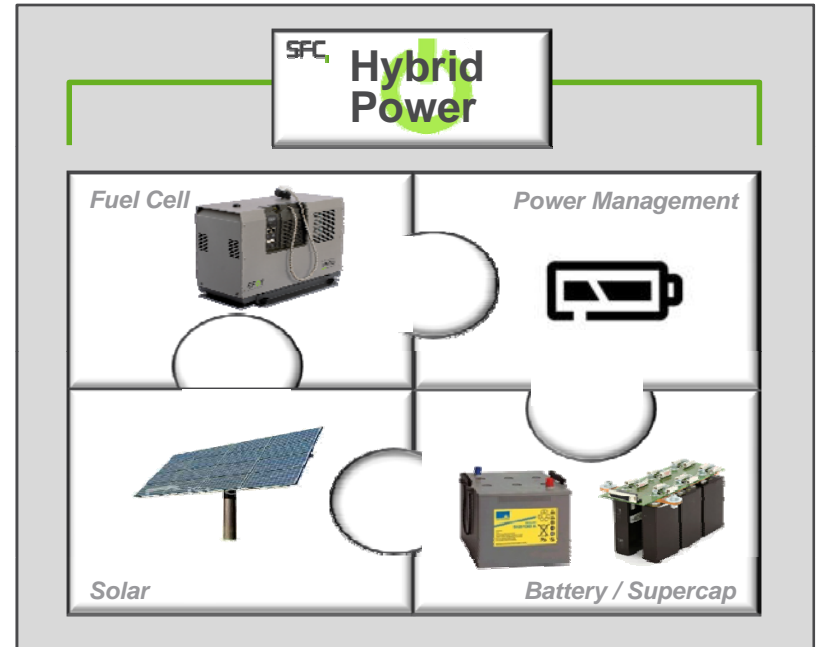 SFC
Hybrid
Power
Fuel Cell
Power Management
Solar
Battery / Supercap